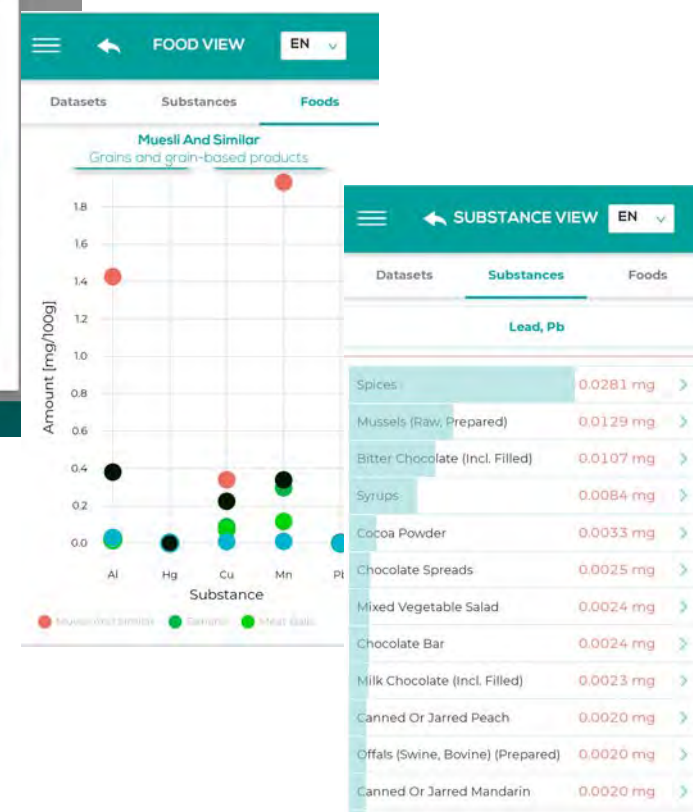 FOOD VIEW
EN
Datasets
Substances
Foods
Muesli And Similar
Grains and grain-based products
Amount [mg/100g]
1.8
1.6
1.4
1.2
1.0
0.8
0.6
0.4
0.2
0.0
Al
Hg
Cu
Mn
Substance
Muesli And Similar
Banana
Meat Balls
SUBSTANCE VIEW
EN
Datasets
Substances
Foods
Lead, Pb
Spices 0.0281 mg
Mussels (Raw, Prepared) 0.0129 mg
Bitter Chocolate (Incl. Filled) 0.0107 mg
Syrups 0.0084 mg
Cocoa Powder 0.0033 mg
Chocolate Spreads 0.0025 mg
Mixed Vegetable Salad 0.0024 mg
Chocolate Bar 0.0024 mg
Milk Chocolate (Incl. Filled) 0.0023 mg
Canned Or Jarred Peach 0.0020 mg
Offals (Swine, Bovine) (Prepared) 0.0020 mg
Canned Or Jarred Mandarin 0.0020 mg